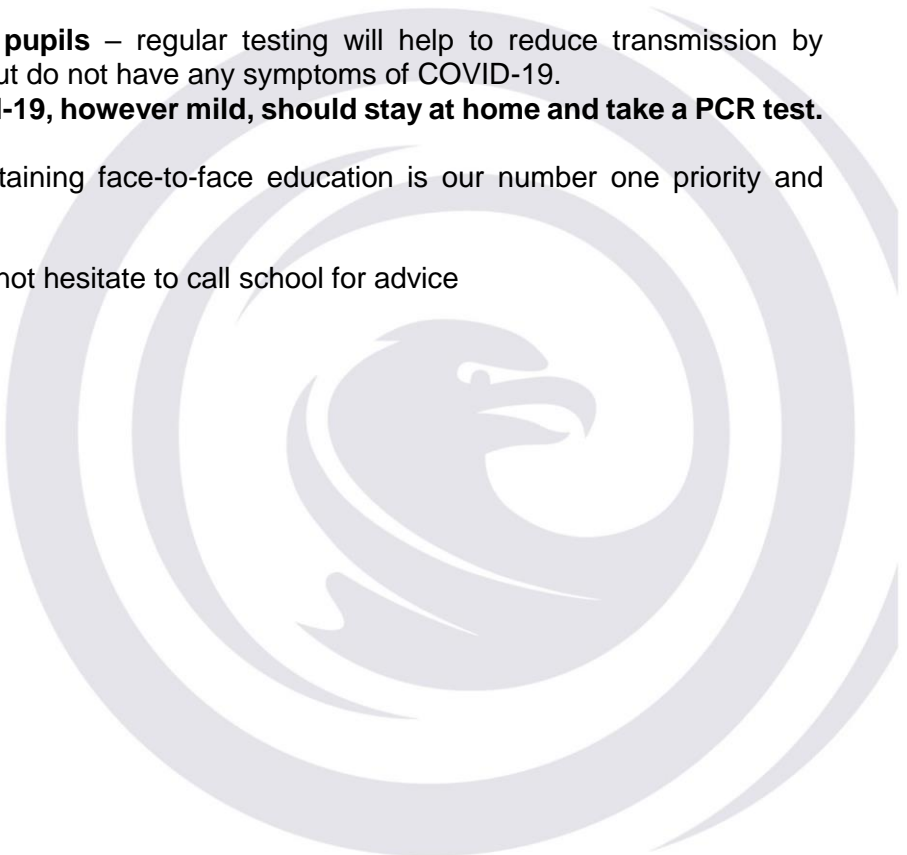 pupils – regular testing will help to reduce transmission by
ut do not have any symptoms of COVID-19.
-19, however mild, should stay at home and take a PCR test.
taining face-to-face education is our number one priority and
not hesitate to call school for advice